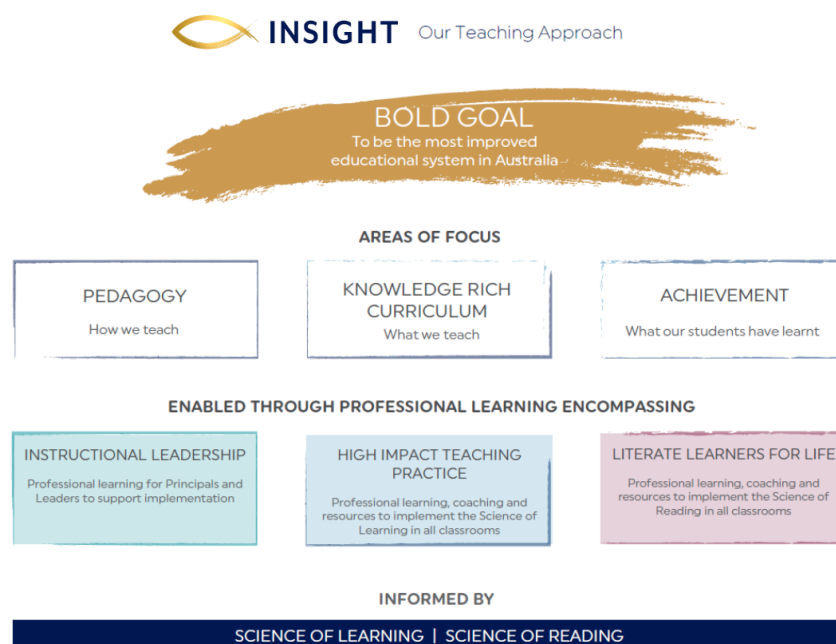 INSIGHT Our Teaching Approach
BOLD GOAL
To be the most improved
educational system in Australia
AREAS OF FOCUS
PEDAGOGY
How we teach
KNOWLEDGE RICH
CURRICULUM
What we teach
ACHIEVEMENT
What our students have learnt
ENABLED THROUGH PROFESSIONAL LEARNING ENCOMPASSING
INSTRUCTIONAL LEADERSHIP
Professional learning for Principals and
Leaders to support implementation
HIGH IMPACT TEACHING
PRACTICE
Professional learning, coaching and
resources to implement the Science of
Learning in all classrooms
LITERATE LEARNERS FOR LIFE
Professional learning, coaching and
resources to implement the Science of
Reading in all classrooms
INFORMED BY
SCIENCE OF LEARNING | SCIENCE OF READING